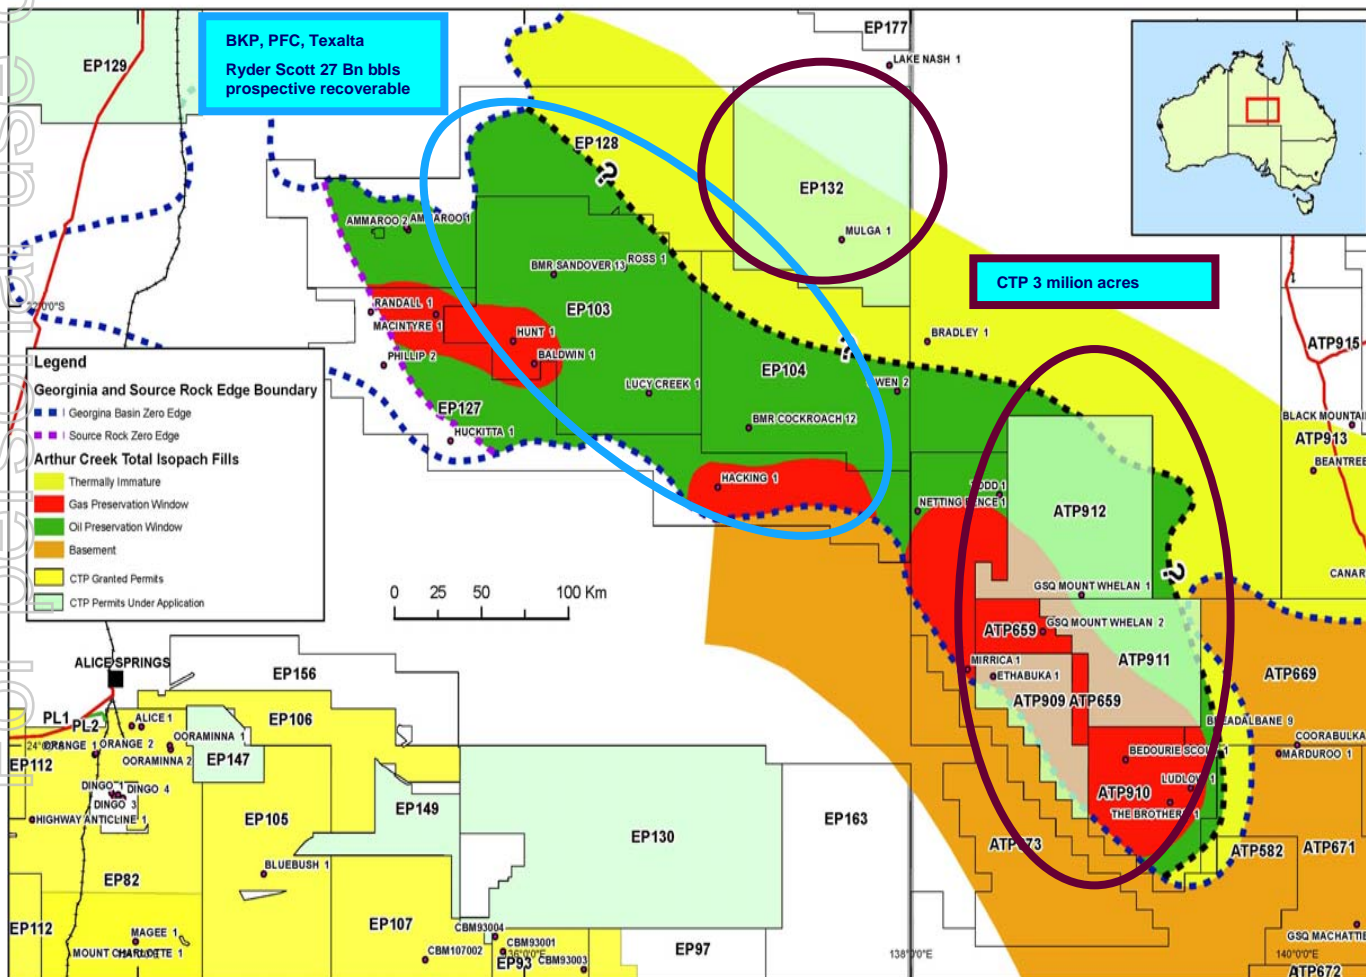 For personal use only
EP129
BKP, PFC, Texalta
Ryder Scott 27 Bn bbls
prospective recoverable
EP177
LAKE NASH 1
EP128
?
EP132
MULGA 1
AMMAROO 2
AMMAROO 1
BMR SANDOVER 13
ROSS 1
EP103
CTP 3 milion acres
RANDALL 1
MACINTYRE 1
HUNT 1
BALDWIN 1
PHILLIP 2
BRADLEY 1
ATP915
?
EP104
LUCY CREEK 1
OWEN 2
EP127
BMR COCKROACH 12
HUCKITTA 1
BLACK MOUNTAI
ATP913
BEANTREE
Legend
Georginia and Source Rock Edge Boundary
Georgina Basin Zero Edge
Source Rock Zero Edge
Arthur Creek Total Isopach Fills
Thermally Immature
Gas Preservation Window
Oil Preservation Window
Basement
CTP Granted Permits
CTP Permits Under Application
HACKING 1
TODD 1
NETTING FENCE 1
ATP912
?
CANAR
0 25 50 100 Km
GSQ MOUNT WHELAN 1
GSQ MOUNT WHELAN 2
ATP659
ATP911
MIRRICA 1
ETHABUKA 1
ATP909
ATP659
ATP669
ALICE SPRINGS
EP156
PL1
PL2
ALICE 1
EP106
OORAMINNA 1
ORANGE 1
ORANGE 2
OORAMINNA 2
EP147
EP112
BREADALBANE 9
COORABULKA
MARDUROO 1
BEDOURIE SCOUT 1
LUDLOW 1
ATP910
THE BROTHERS 1
DINGO 1
DINGO 4
DINGO 3
HIGHWAY ANTICLINE 1
EP105
EP149
EP130
EP163
ATP582
ATP671
BLUEBUSH 1
EP82
EP112
MAGEE 1
MOUNT CHARLOTTE 1
EP107
CBM107002
CBM93004
CBM93001
136°0'0"E
EP93
CBM93003
EP97
138°0'0"E
GSQ MACHATTIE
140°0'0"E
ATP672